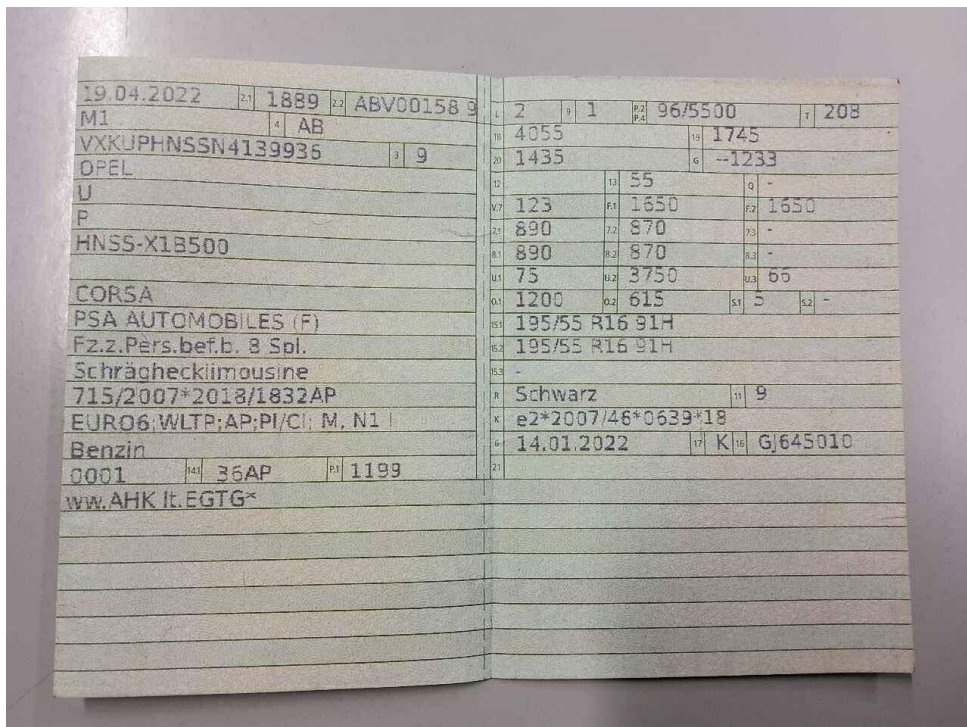 19.04.2022 2.1 1889 2.2 ABV00158 9
M1 4 AB
VXKUPHNSSN4139936 3 9
OPEL
U
P
HNSS-X1B500
CORSA
PSA AUTOMOBILES (F)
Fz.z.Pers.bef.b. 8 Spl.
Schräghecklimousine
715/2007*2018/1832AP
EURO6;WLTP;AP;PI/CI; M, N1 I
Benzin
0001 14.1 36AP P.1 1199
ww.AHK lt.EGTG*
L 2 9 1 P.2 P.4 96/5500 T 208
18 4055 19 1745
20 1435 G --1233
12 13 55 Q -
V.7 123 F.1 1650 F.2 1650
7.1 890 7.2 870 7.3 -
8.1 890 8.2 870 8.3 -
U.1 75 U.2 3750 U.3 66
O.1 1200 O.2 615 S.1 5 S.2 -
15.1 195/55 R16 91H
15.2 195/55 R16 91H
15.3 -
R Schwarz 11 9
K e2*2007/46*0639*18
6 14.01.2022 17 K 16 GJ645010
21